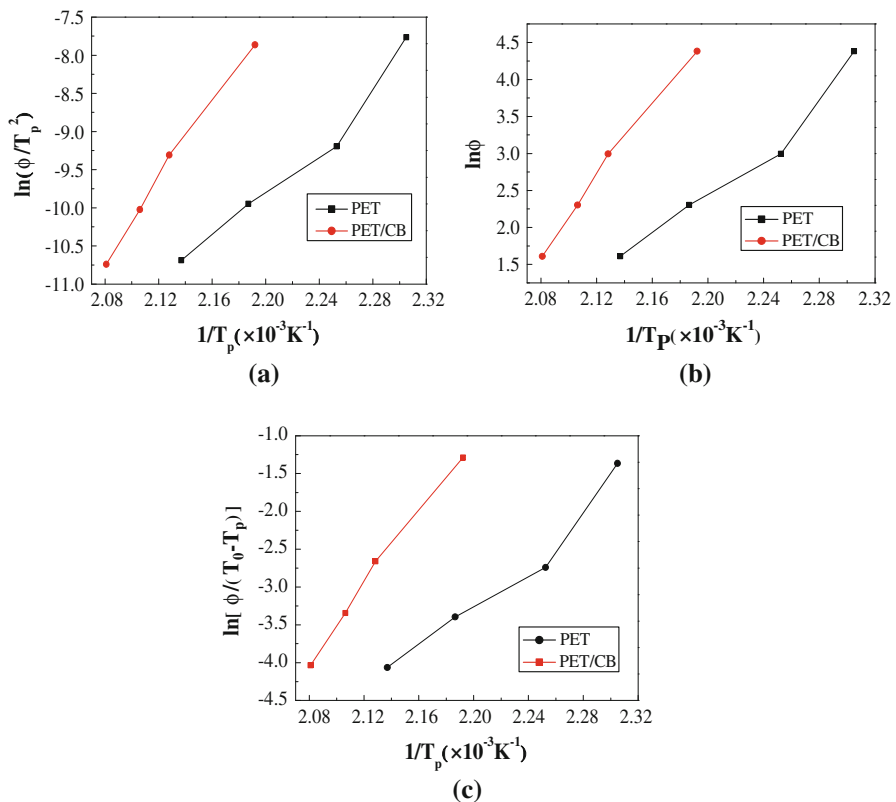 -7.5
-8.0
-8.5
-9.0
-9.5
-10.0
-10.5
-11.0
ln(ϕ/Tp²)
PET
PET/CB
2.08 2.12 2.16 2.20 2.24 2.28 2.32
1/Tp(×10⁻³K⁻¹)
(a)
4.5
4.0
3.5
3.0
2.5
2.0
1.5
lnϕ
PET
PET/CB
2.08 2.12 2.16 2.20 2.24 2.28 2.32
1/TP(×10⁻³K⁻¹)
(b)
-1.0
-1.5
-2.0
-2.5
-3.0
-3.5
-4.0
-4.5
ln[ ϕ/(T₀-Tp)]
PET
PET/CB
2.08 2.12 2.16 2.20 2.24 2.28 2.32
1/Tp(×10⁻³K⁻¹)
(c)